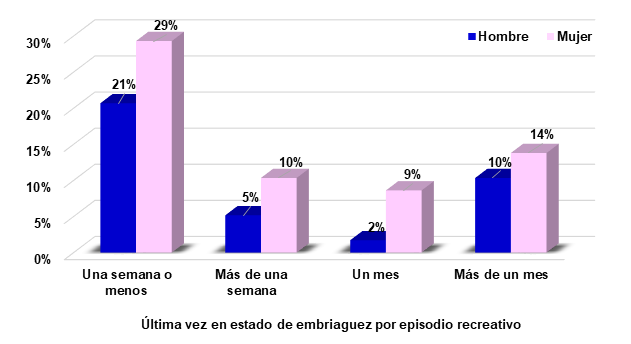 29%
30%
Hombre
Mujer
25%
21%
20%
15%
14%
10%
10%
9%
10%
5%
5%
2%
0%
Una semana o menos
Más de una semana
Un mes
Más de un mes
Última vez en estado de embriaguez por episodio recreativo